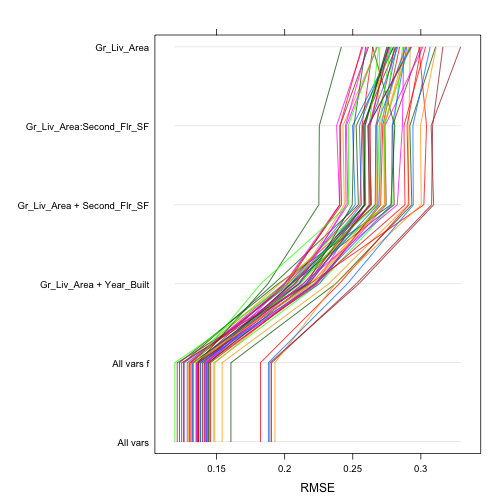 Gr_Liv_Area
Gr_Liv_Area:Second_Flr_SF
Gr_Liv_Area + Second_Flr_SF
Gr_Liv_Area + Year_Built
All vars f
All vars
0.15 0.2 0.25 0.3
RMSE